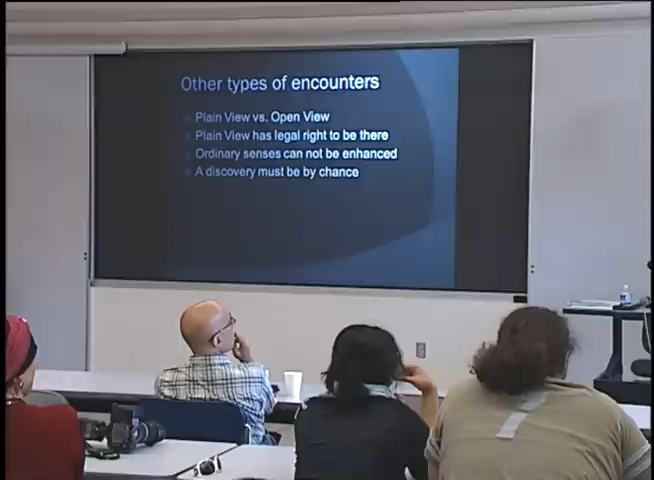 Other types of encounters
Plain View vs. Open View
Plain View has legal right to be there
Ordinary senses can not be enhanced
A discovery must be by chance